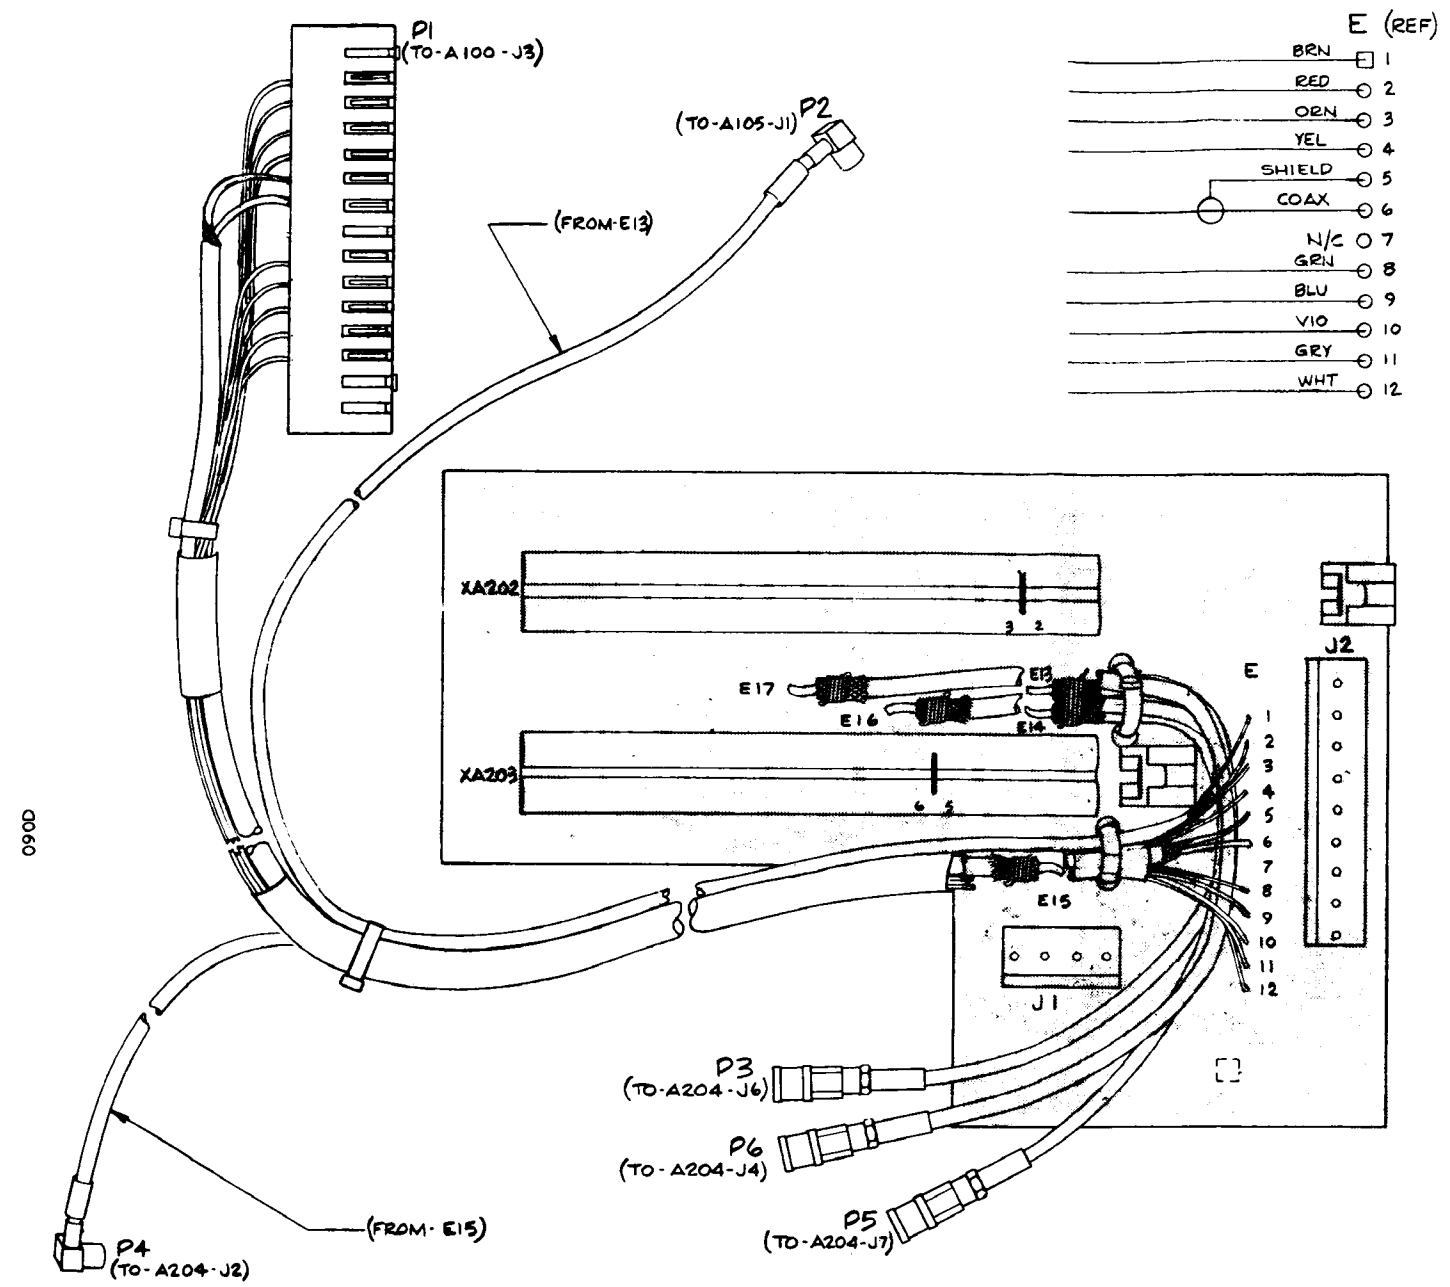 P1
(TO-A100-J3)
P2
(TO-A105-J1)
(FROM-E13)
E (REF)
BRN 1
RED 2
ORN 3
YEL 4
SHIELD 5
COAX 6
N/C 7
GRN 8
BLU 9
VIO 10
GRY 11
WHT 12
XA202
3 2
J2
E17
E13
E
E16
E14
1
2
3
4
5
6
7
8
9
10
11
12
XA203
6 5
E15
J1
090D
P3
(TO-A204-J6)
P6
(TO-A204-J4)
P5
(TO-A204-J7)
(FROM-E15)
P4
(TO-A204-J2)